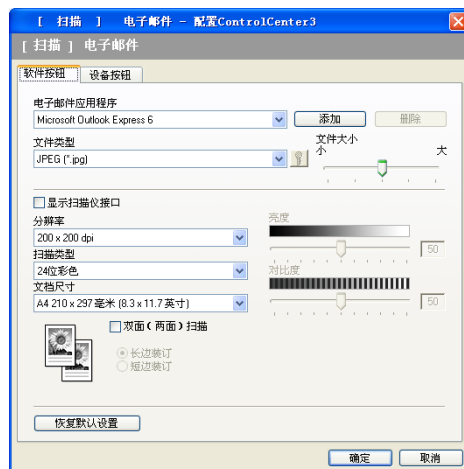 [ 扫描 ] 电子邮件 - 配置ControlCenter3
[ 扫描 ] 电子邮件
软件按钮 设备按钮
电子邮件应用程序
Microsoft Outlook Express 6 添加 删除
文件类型 文件大小
小 大
JPEG (*.jpg)
显示扫描仪接口
分辨率 亮度
200 x 200 dpi 50
扫描类型
24位彩色 对比度
文档尺寸
A4 210 x 297 毫米 (8.3 x 11.7 英寸) 50
双面 ( 两面 ) 扫描
长边装订
短边装订
恢复默认设置
确定 取消